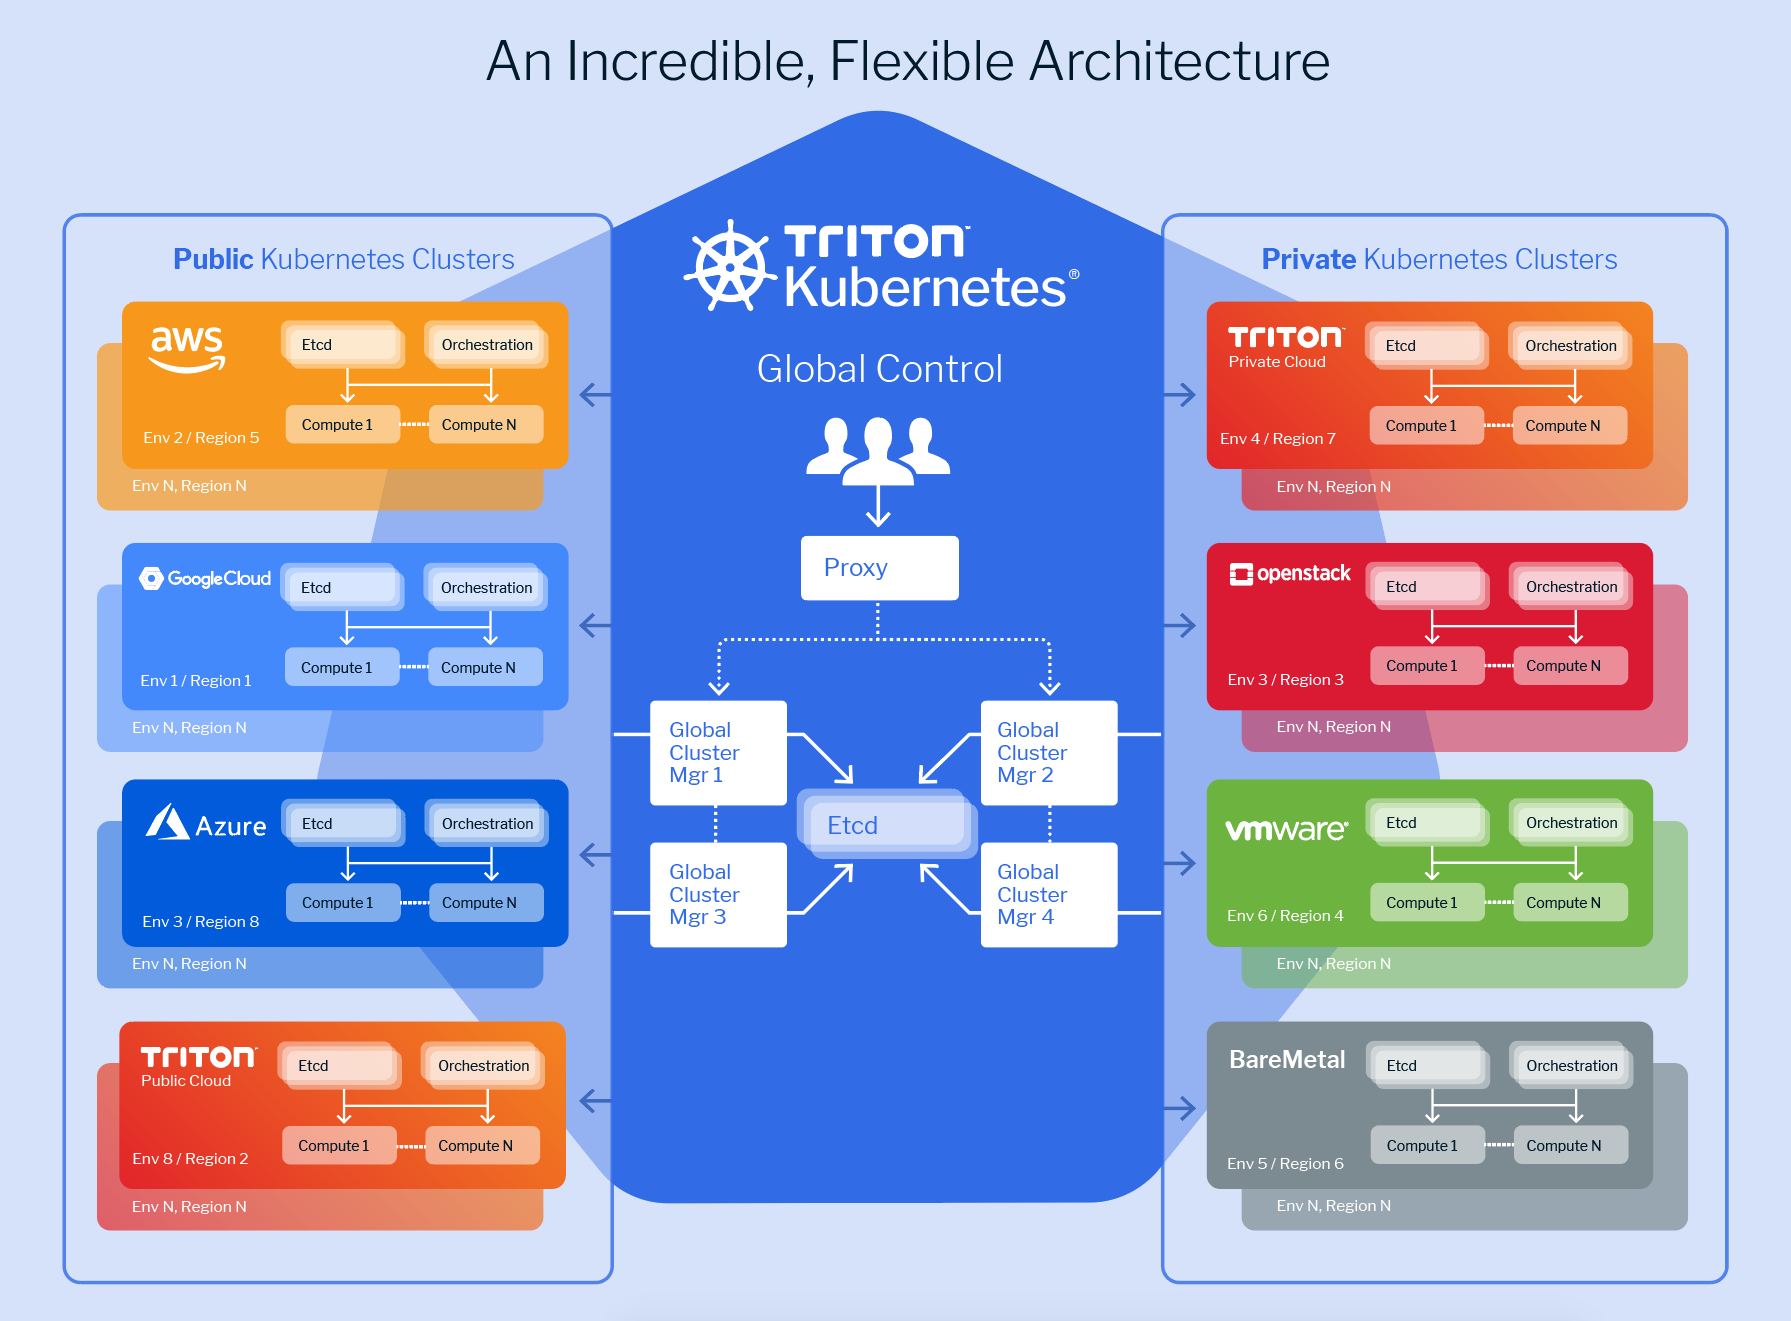 An Incredible, Flexible Architecture
Public Kubernetes Clusters
aws
Etcd
Orchestration
Compute 1
Compute N
Env 2 / Region 5
Env N, Region N
Google Cloud
Etcd
Orchestration
Compute 1
Compute N
Env 1 / Region 1
Env N, Region N
Azure
Etcd
Orchestration
Compute 1
Compute N
Env 3 / Region 8
Env N, Region N
TRITON™
Public Cloud
Etcd
Orchestration
Compute 1
Compute N
Env 8 / Region 2
Env N, Region N
TRITON™
Kubernetes®
Global Control
Proxy
Global
Cluster
Mgr 1
Global
Cluster
Mgr 2
Etcd
Global
Cluster
Mgr 3
Global
Cluster
Mgr 4
Private Kubernetes Clusters
TRITON™
Private Cloud
Etcd
Orchestration
Compute 1
Compute N
Env 4 / Region 7
Env N, Region N
openstack
Etcd
Orchestration
Compute 1
Compute N
Env 3 / Region 3
Env N, Region N
vmware®
Etcd
Orchestration
Compute 1
Compute N
Env 6 / Region 4
Env N, Region N
BareMetal
Etcd
Orchestration
Compute 1
Compute N
Env 5 / Region 6
Env N, Region N